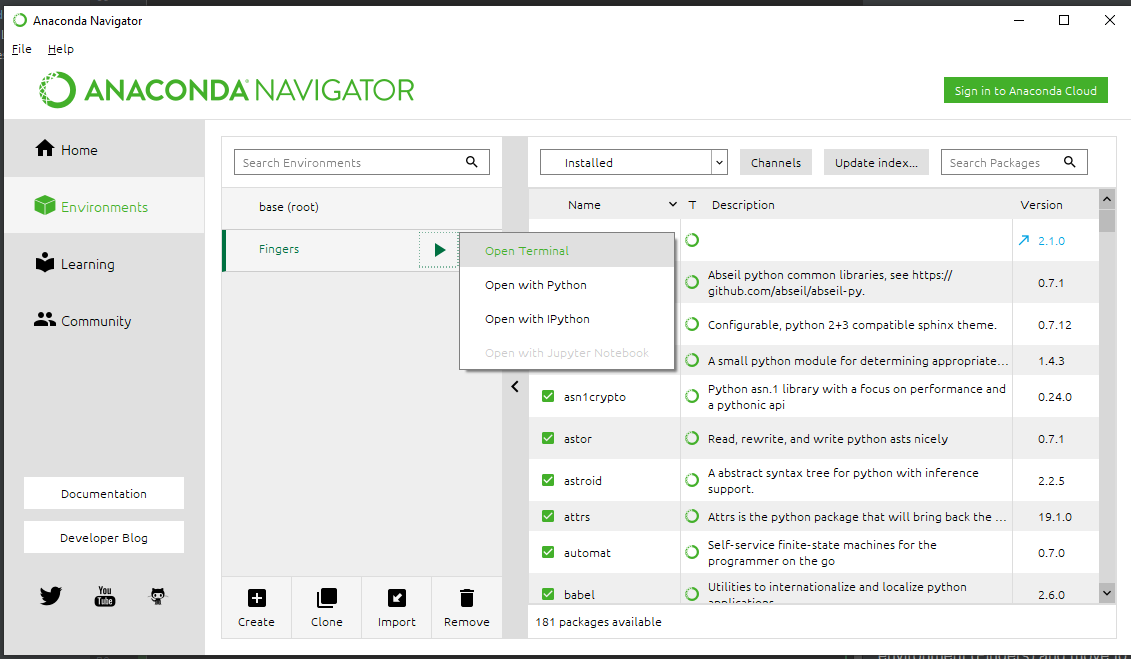 Anaconda Navigator
File Help
ANACONDA NAVIGATOR
Sign in to Anaconda Cloud
Home
Environments
Learning
Community
Documentation
Developer Blog
You
Tube
Search Environments
base (root)
Fingers
Open Terminal
Open with Python
Open with IPython
Open with Jupyter Notebook
Create
Clone
Import
Remove
Installed
Channels
Update index...
Search Packages
Name T Description Version
2.1.0
Abseil python common libraries, see https://
github.com/abseil/abseil-py.
0.7.1
Configurable, python 2+3 compatible sphinx theme. 0.7.12
A small python module for determining appropriate... 1.4.3
asn1crypto
Python asn.1 library with a focus on performance and
a pythonic api
0.24.0
astor Read, rewrite, and write python asts nicely 0.7.1
astroid
A abstract syntax tree for python with inference
support.
2.2.5
attrs Attrs is the python package that will bring back the ... 19.1.0
automat
Self-service finite-state machines for the
programmer on the go
0.7.0
babel
Utilities to internationalize and localize python
applications
2.6.0
181 packages available